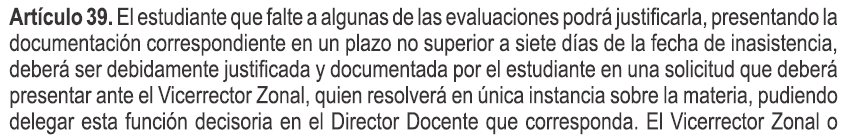 Artículo 39. El estudiante que falte a algunas de las evaluaciones podrá justificarla, presentando la
documentación correspondiente en un plazo no superior a siete días de la fecha de inasistencia,
deberá ser debidamente justificada y documentada por el estudiante en una solicitud que deberá
presentar ante el Vicerrector Zonal, quien resolverá en única instancia sobre la materia, pudiendo
delegar esta función decisoria en el Director Docente que corresponda. El Vicerrector Zonal o